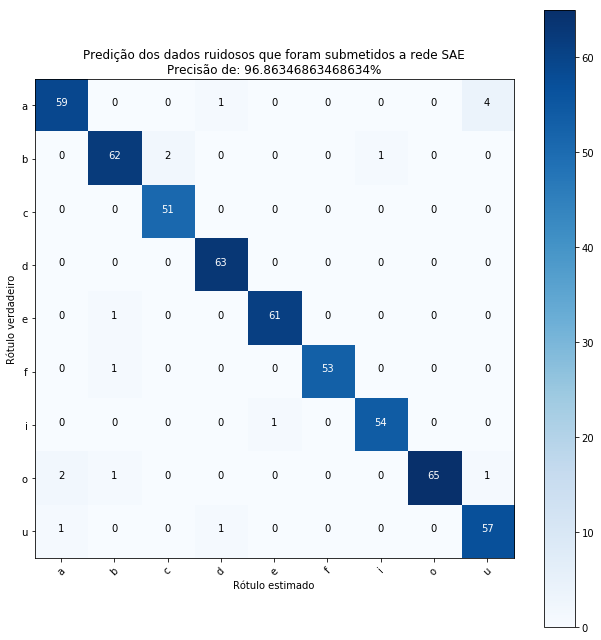 Predição dos dados ruidosos que foram submetidos a rede SAE
Precisão de: 96.86346863468634%
a 59 0 0 1 0 0 0 0 4
b 0 62 2 0 0 0 1 0 0
c 0 0 51 0 0 0 0 0 0
d 0 0 0 63 0 0 0 0 0
e 0 1 0 0 61 0 0 0 0
f 0 1 0 0 0 53 0 0 0
i 0 0 0 0 1 0 54 0 0
o 2 1 0 0 0 0 0 65 1
u 1 0 0 1 0 0 0 0 57
a b c d e f i o u
Rótulo verdadeiro
Rótulo estimado
60
50
40
30
20
10
0